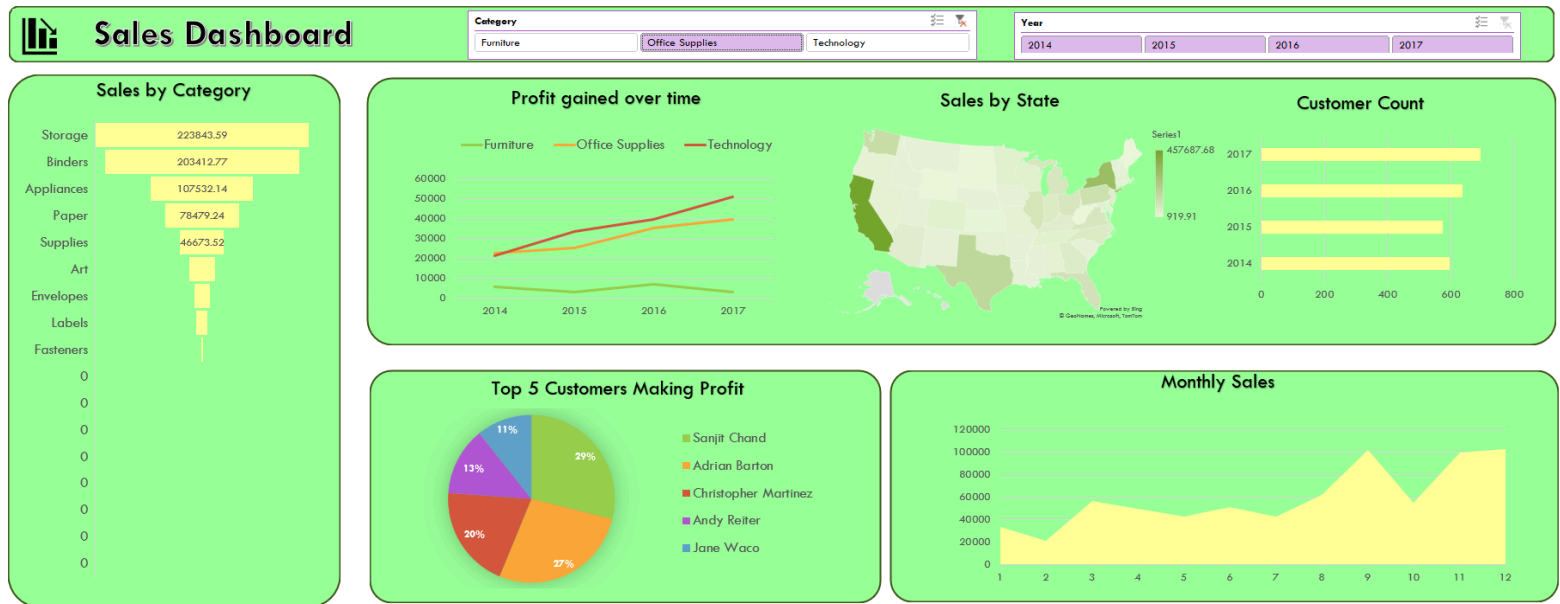 Sales Dashboard
Category
Furniture
Office Supplies
Technology
Year
2014
2015
2016
2017
Sales by Category
Storage 223843.59
Binders 203412.77
Appliances 107532.14
Paper 78479.24
Supplies 46673.52
Art
Envelopes
Labels
Fasteners
0
0
0
0
0
0
0
0
Profit gained over time
Furniture Office Supplies Technology
60000
50000
40000
30000
20000
10000
0
2014 2015 2016 2017
Sales by State
Series1
457687.68
919.91
Powered by Bing
© GeoNames, Microsoft, TomTom
Customer Count
2017
2016
2015
2014
0 200 400 600 800
Top 5 Customers Making Profit
29%
27%
20%
13%
11%
Sanjit Chand
Adrian Barton
Christopher Martinez
Andy Reiter
Jane Waco
Monthly Sales
120000
100000
80000
60000
40000
20000
0
1 2 3 4 5 6 7 8 9 10 11 12